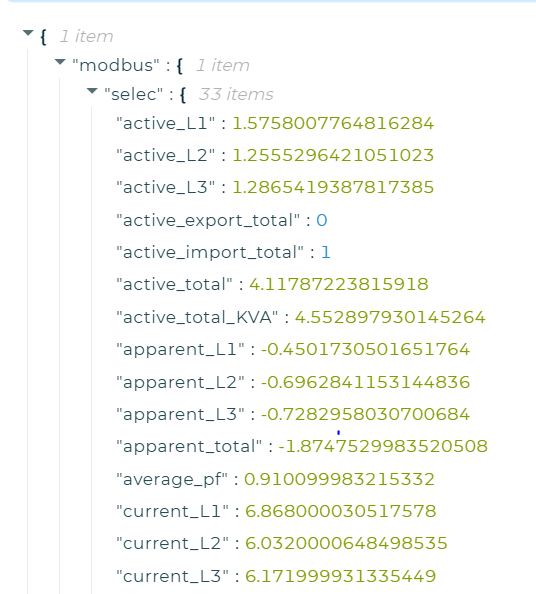 { 1 item
"modbus" : { 1 item
"selec" : { 33 items
"active_L1" : 1.5758007764816284
"active_L2" : 1.2555296421051023
"active_L3" : 1.2865419387817385
"active_export_total" : 0
"active_import_total" : 1
"active_total" : 4.11787223815918
"active_total_KVA" : 4.552897930145264
"apparent_L1" : -0.4501730501651764
"apparent_L2" : -0.6962841153144836
"apparent_L3" : -0.7282958030700684
"apparent_total" : -1.8747529983520508
"average_pf" : 0.910099983215332
"current_L1" : 6.868000030517578
"current_L2" : 6.0320000648498535
"current_L3" : 6.171999931335449